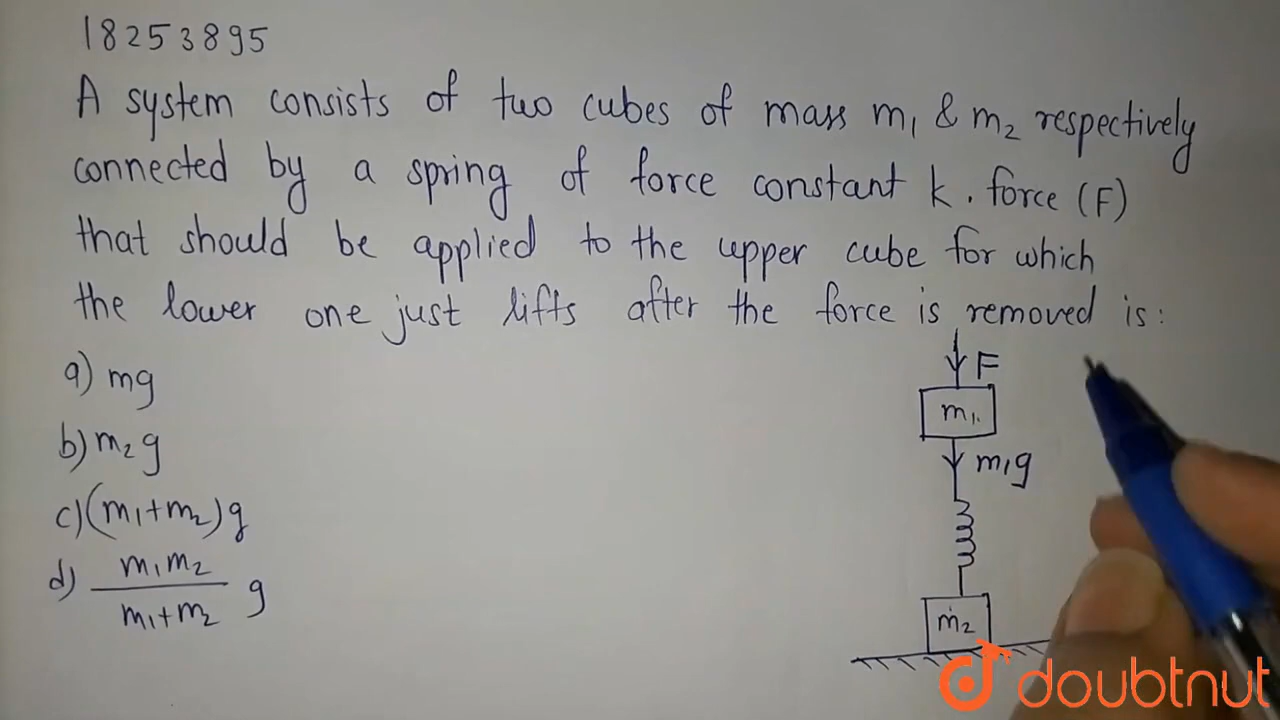 18253895
A system consists of two cubes of mass m₁ & m₂ respectively
connected by a spring of force constant k. force (F)
that should be applied to the upper cube for which
the lower one just lifts after the force is removed is:
a) mg
b) m₂g
c) (m₁+m₂)g
d) m₁m₂/(m₁+m₂) g
F
m₁
m₁g
m₂
doubtnut